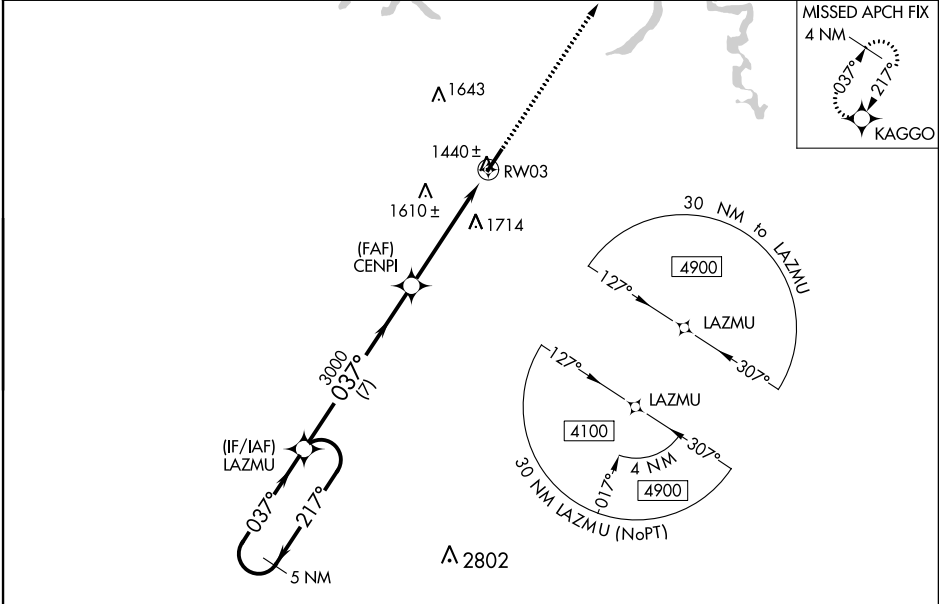 MISSED APCH FIX
4 NM
037°
217°
KAGGO
1643
1440 ±
RW03
1610 ±
1714
(FAF)
CENPI
30 NM to LAZMU
4900
127°
LAZMU
307°
3000
037°
(7)
127°
LAZMU
307°
4100
4 NM
017°
4900
30 NM LAZMU (NoPT)
(IF/IAF)
LAZMU
037°
217°
5 NM
2802